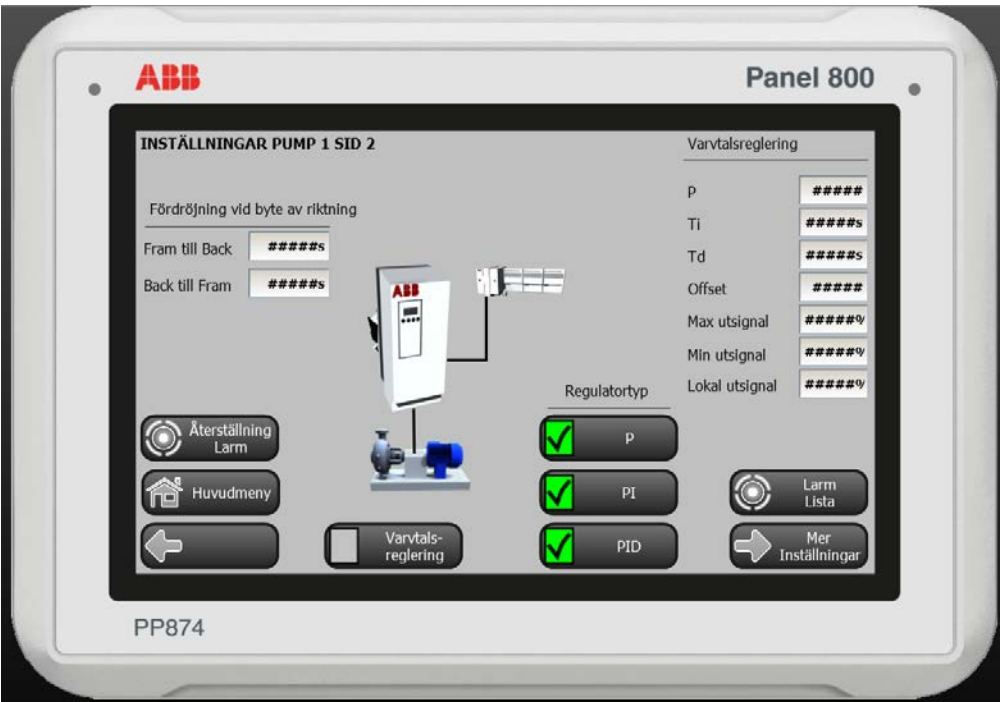 ABB
Panel 800
INSTÄLLNINGAR PUMP 1 SID 2
Varvtalsreglering
Fördröjning vid byte av riktning
Fram till Back #####s
Back till Fram #####s
P #####
Ti #####s
Td #####s
Offset #####
Max utsignal #####%
Min utsignal #####%
Lokal utsignal #####%
ABB
Regulatortyp
Återställning
Larm
Huvudmeny
Varvtals-
reglering
P
PI
PID
Larm
Lista
Mer
Inställningar
PP874